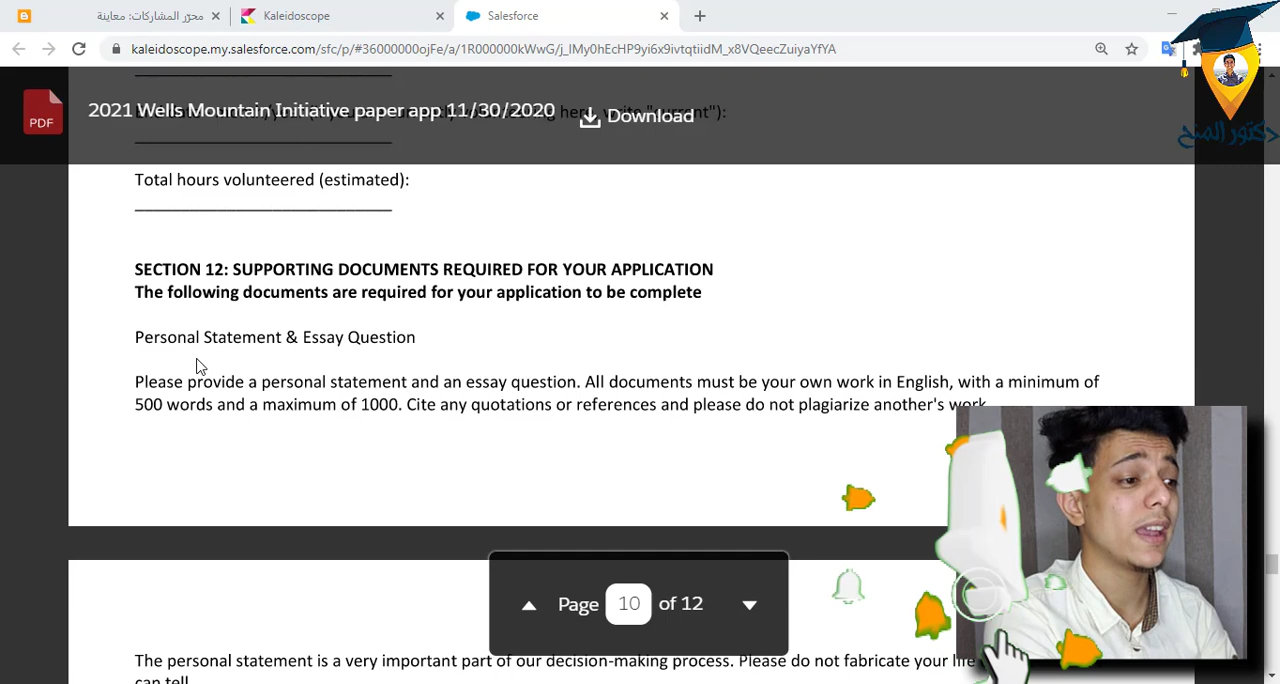 محرّر المشاركات: معاينة
Kaleidoscope
Salesforce
kaleidoscope.my.salesforce.com/sfc/p/#36000000ojFe/a/1R000000kWwG/j_IMy0hEcHP9yi6x9ivtqtiidM_x8VQeecZuiyaYfYA
PDF
2021 Wells Mountain Initiative paper app 11/30/2020
Download
دكتور المنح
Total hours volunteered (estimated):
SECTION 12: SUPPORTING DOCUMENTS REQUIRED FOR YOUR APPLICATION
The following documents are required for your application to be complete
Personal Statement & Essay Question
Please provide a personal statement and an essay question. All documents must be your own work in English, with a minimum of
500 words and a maximum of 1000. Cite any quotations or references and please do not plagiarize another's work
Page 10 of 12
The personal statement is a very important part of our decision-making process. Please do not fabricate your life
can tell